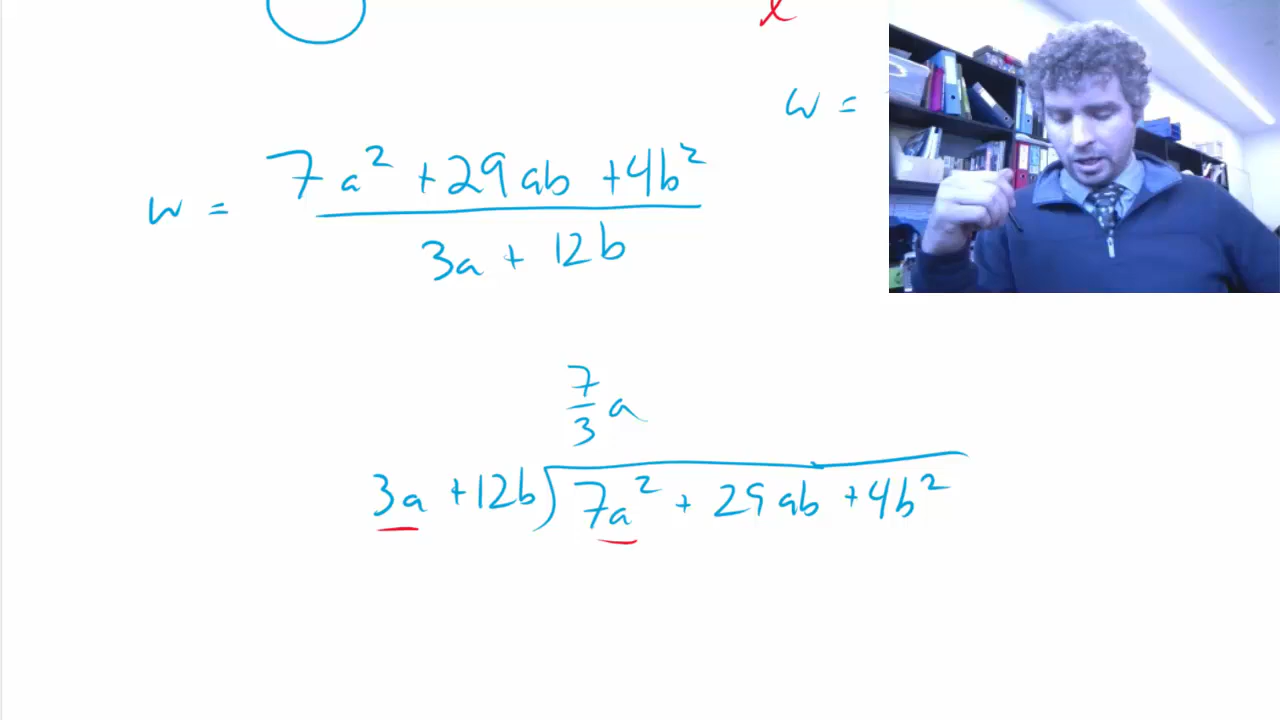 l
w =
w = 7a² + 29ab + 4b² / 3a + 12b
7/3 a
3a + 12b ) 7a² + 29ab + 4b²